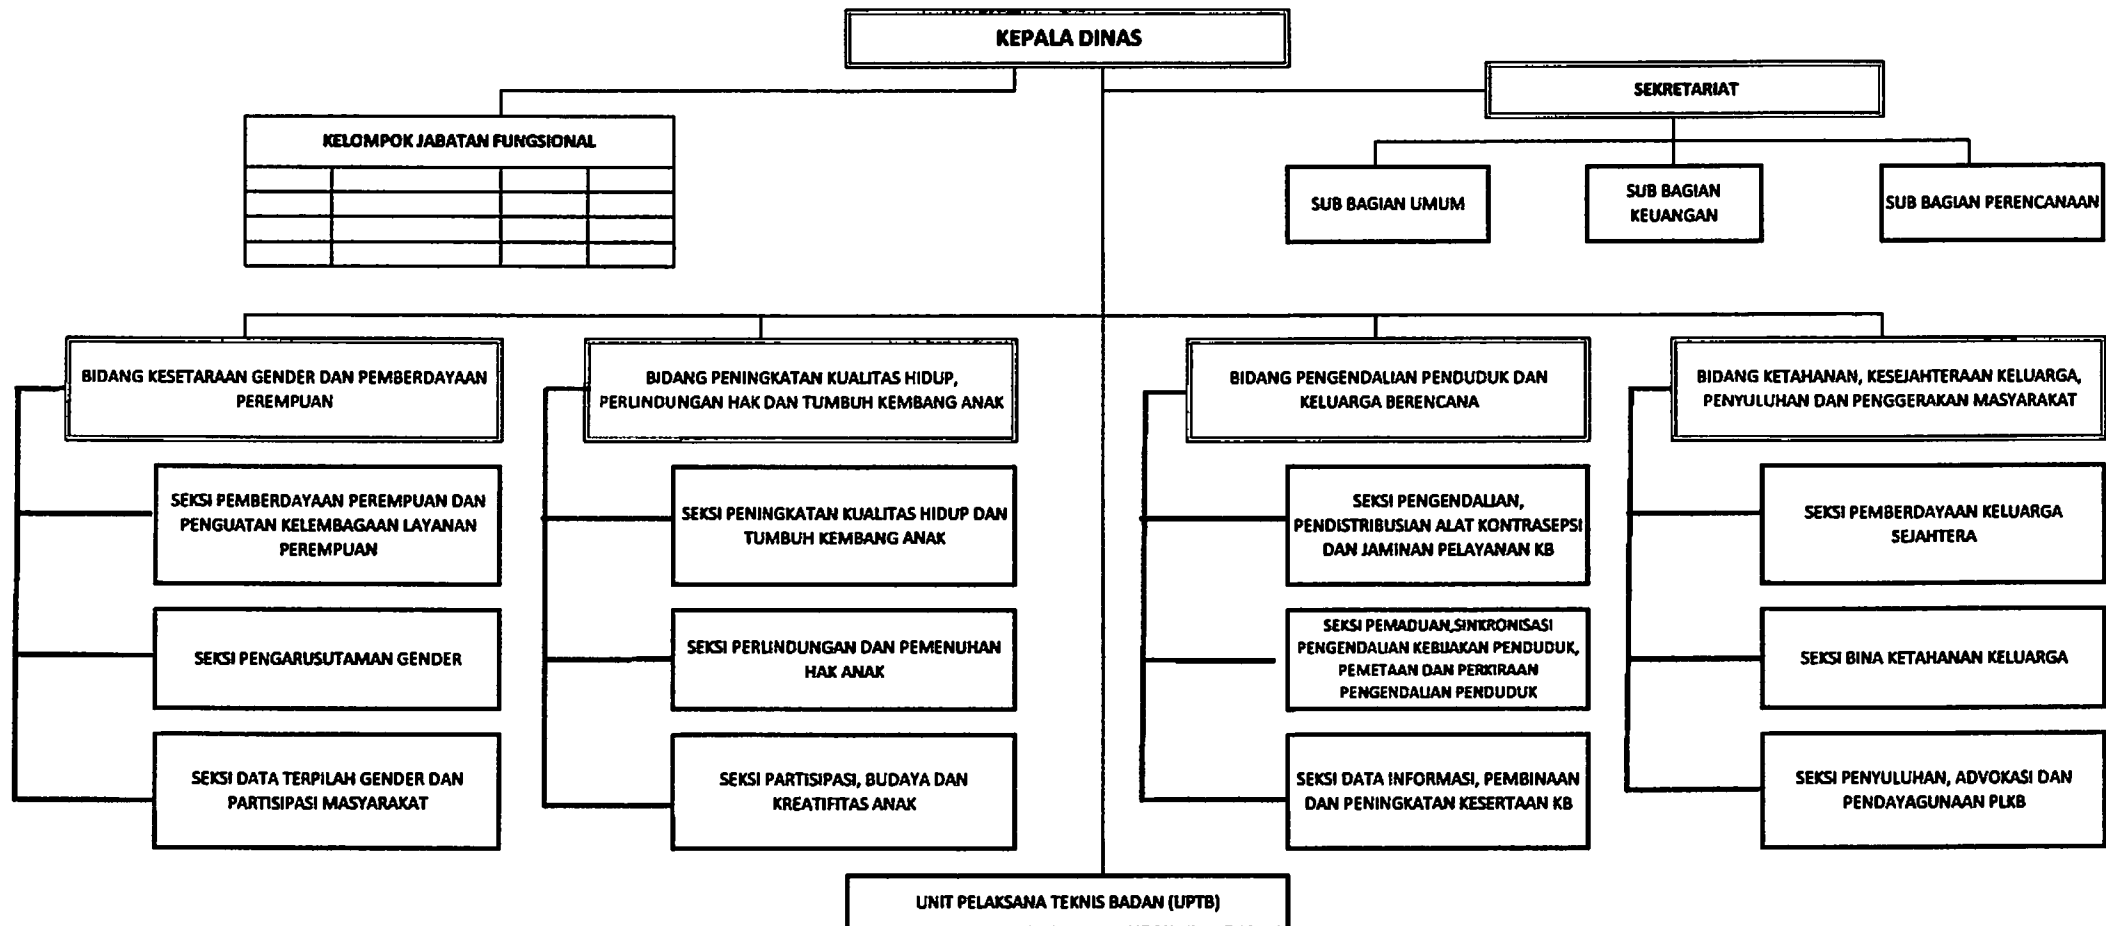 KEPALA DINAS
SEKRETARIAT
KELOMPOK JABATAN FUNGSIONAL
SUB BAGIAN UMUM
SUB BAGIAN
KEUANGAN
SUB BAGIAN PERENCANAAN
BIDANG KESETARAAN GENDER DAN PEMBERDAYAAN
PEREMPUAN
BIDANG PENINGKATAN KUALITAS HIDUP,
PERLINDUNGAN HAK DAN TUMBUH KEMBANG ANAK
BIDANG PENGENDALIAN PENDUDUK DAN
KELUARGA BERENCANA
BIDANG KETAHANAN, KESEJAHTERAAN KELUARGA,
PENYULUHAN DAN PENGGERAKAN MASYARAKAT
SEKSI PEMBERDAYAAN PEREMPUAN DAN
PENGUATAN KELEMBAGAAN LAYANAN
PEREMPUAN
SEKSI PENINGKATAN KUALITAS HIDUP DAN
TUMBUH KEMBANG ANAK
SEKSI PENGENDALIAN,
PENDISTRIBUSIAN ALAT KONTRASEPSI
DAN JAMINAN PELAYANAN KB
SEKSI PEMBERDAYAAN KELUARGA
SEJAHTERA
SEKSI PENGARUSUTAMAN GENDER
SEKSI PERLINDUNGAN DAN PEMENUHAN
HAK ANAK
SEKSI PEMADUAN,SINKRONISASI
PENGENDALIAN KEBIJAKAN PENDUDUK,
PEMETAAN DAN PERKIRAAN
PENGENDALIAN PENDUDUK
SEKSI BINA KETAHANAN KELUARGA
SEKSI DATA TERPILAH GENDER DAN
PARTISIPASI MASYARAKAT
SEKSI PARTISIPASI, BUDAYA DAN
KREATIFITAS ANAK
SEKSI DATA INFORMASI, PEMBINAAN
DAN PENINGKATAN KESERTAAN KB
SEKSI PENYULUHAN, ADVOKASI DAN
PENDAYAGUNAAN PLKB
UNIT PELAKSANA TEKNIS BADAN (UPTB)